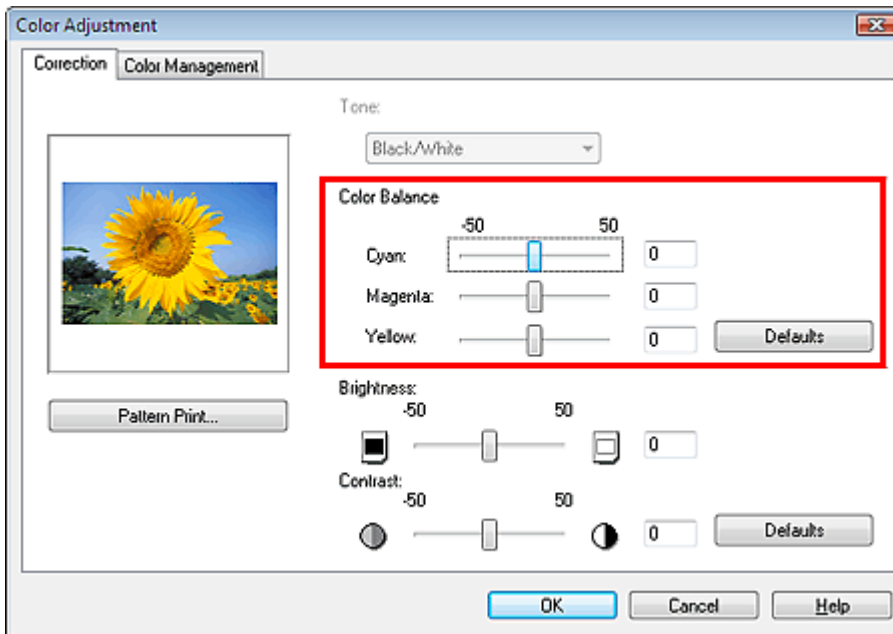 Color Adjustment
Correction
Color Management
Tone:
Black/White
Color Balance
-50 50
Cyan: 0
Magenta: 0
Yellow: 0 Defaults
Pattern Print...
Brightness:
-50 50
0
Contrast:
-50 50
0 Defaults
OK Cancel Help